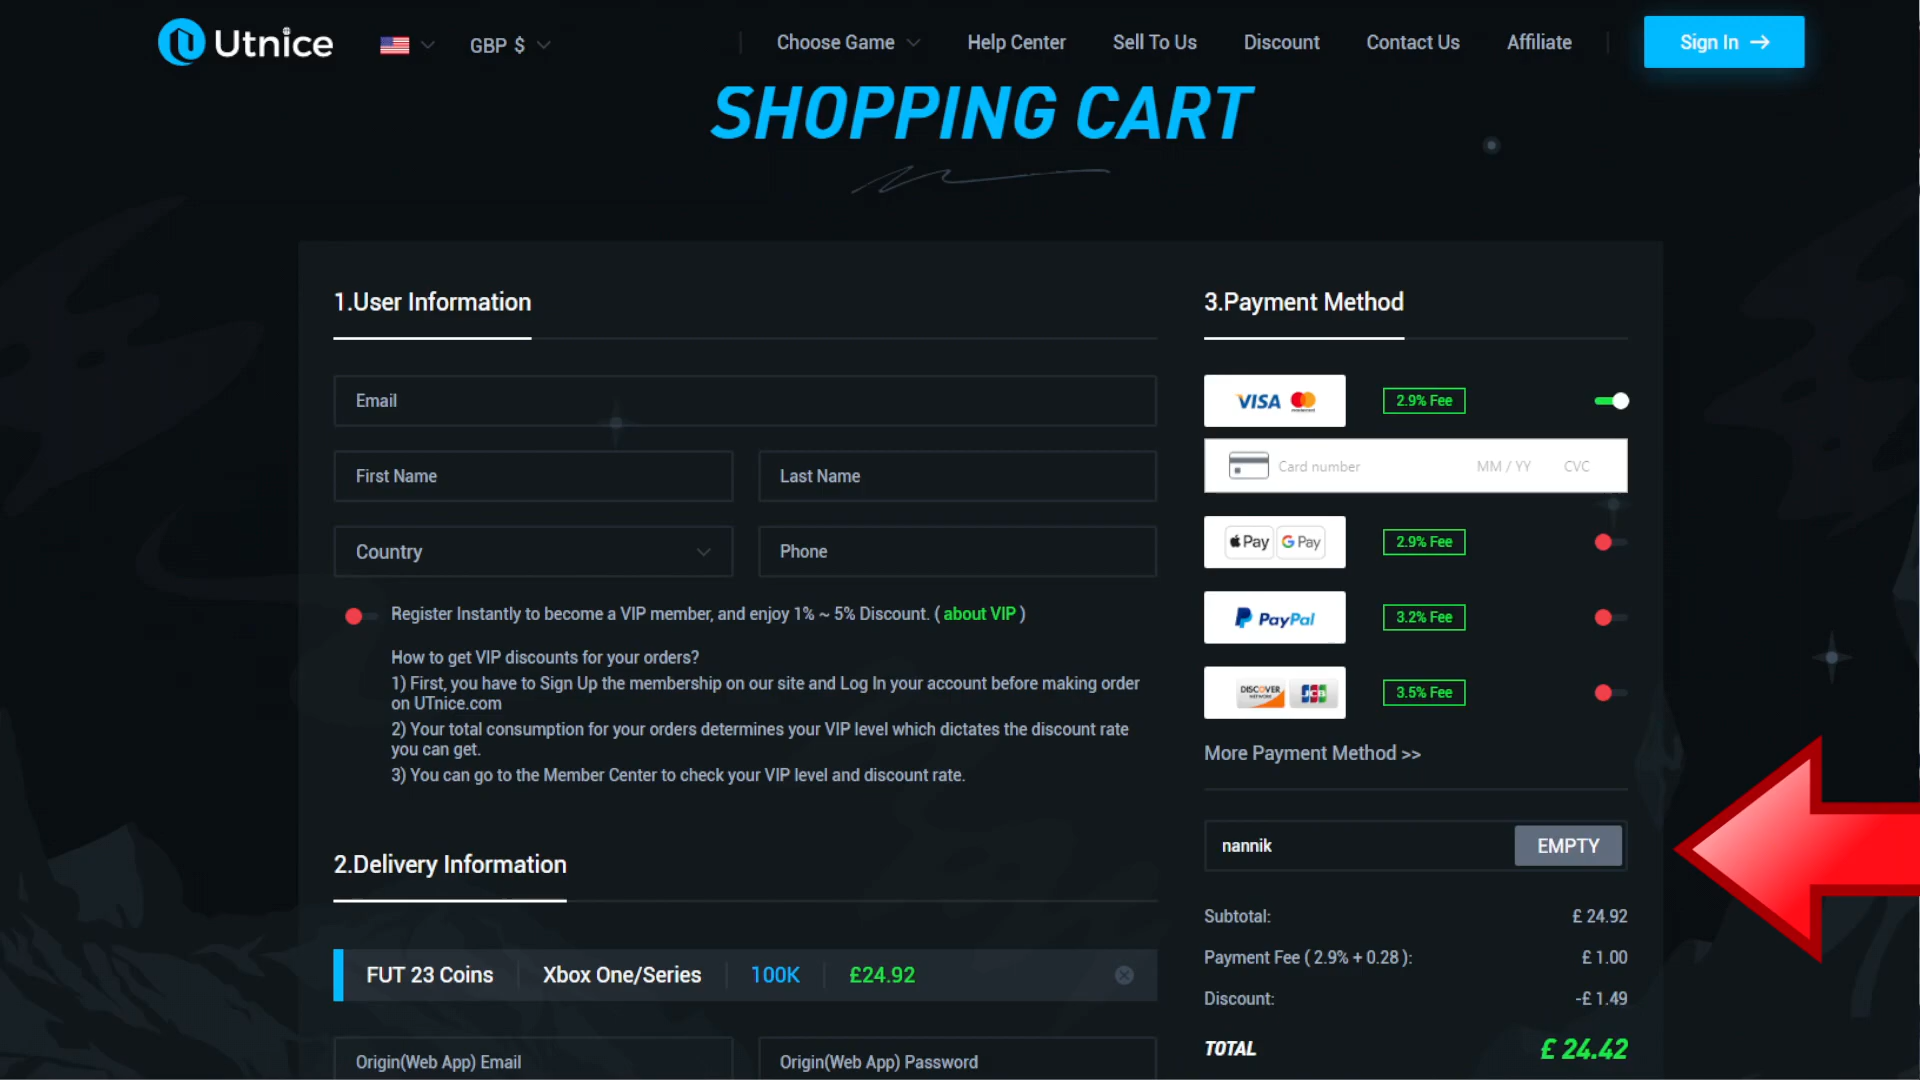 Utnice
GBP $
Choose Game
Help Center
Sell To Us
Discount
Contact Us
Affiliate
Sign In
SHOPPING CART
1.User Information
Email
First Name
Last Name
Country
Phone
Register Instantly to become a VIP member, and enjoy 1% ~ 5% Discount. ( about VIP )
How to get VIP discounts for your orders?
1) First, you have to Sign Up the membership on our site and Log In your account before making order
on UTnice.com
2) Your total consumption for your orders determines your VIP level which dictates the discount rate
you can get.
3) You can go to the Member Center to check your VIP level and discount rate.
2.Delivery Information
FUT 23 Coins
Xbox One/Series
100K
£24.92
Origin(Web App) Email
Origin(Web App) Password
3.Payment Method
VISA
2.9% Fee
Card number
MM / YY
CVC
Pay
G Pay
2.9% Fee
PayPal
3.2% Fee
DISCOVER
NETWORK
JCB
3.5% Fee
More Payment Method >>
nannik
EMPTY
Subtotal:
£ 24.92
Payment Fee ( 2.9% + 0.28 ):
£ 1.00
Discount:
-£ 1.49
TOTAL
£ 24.42